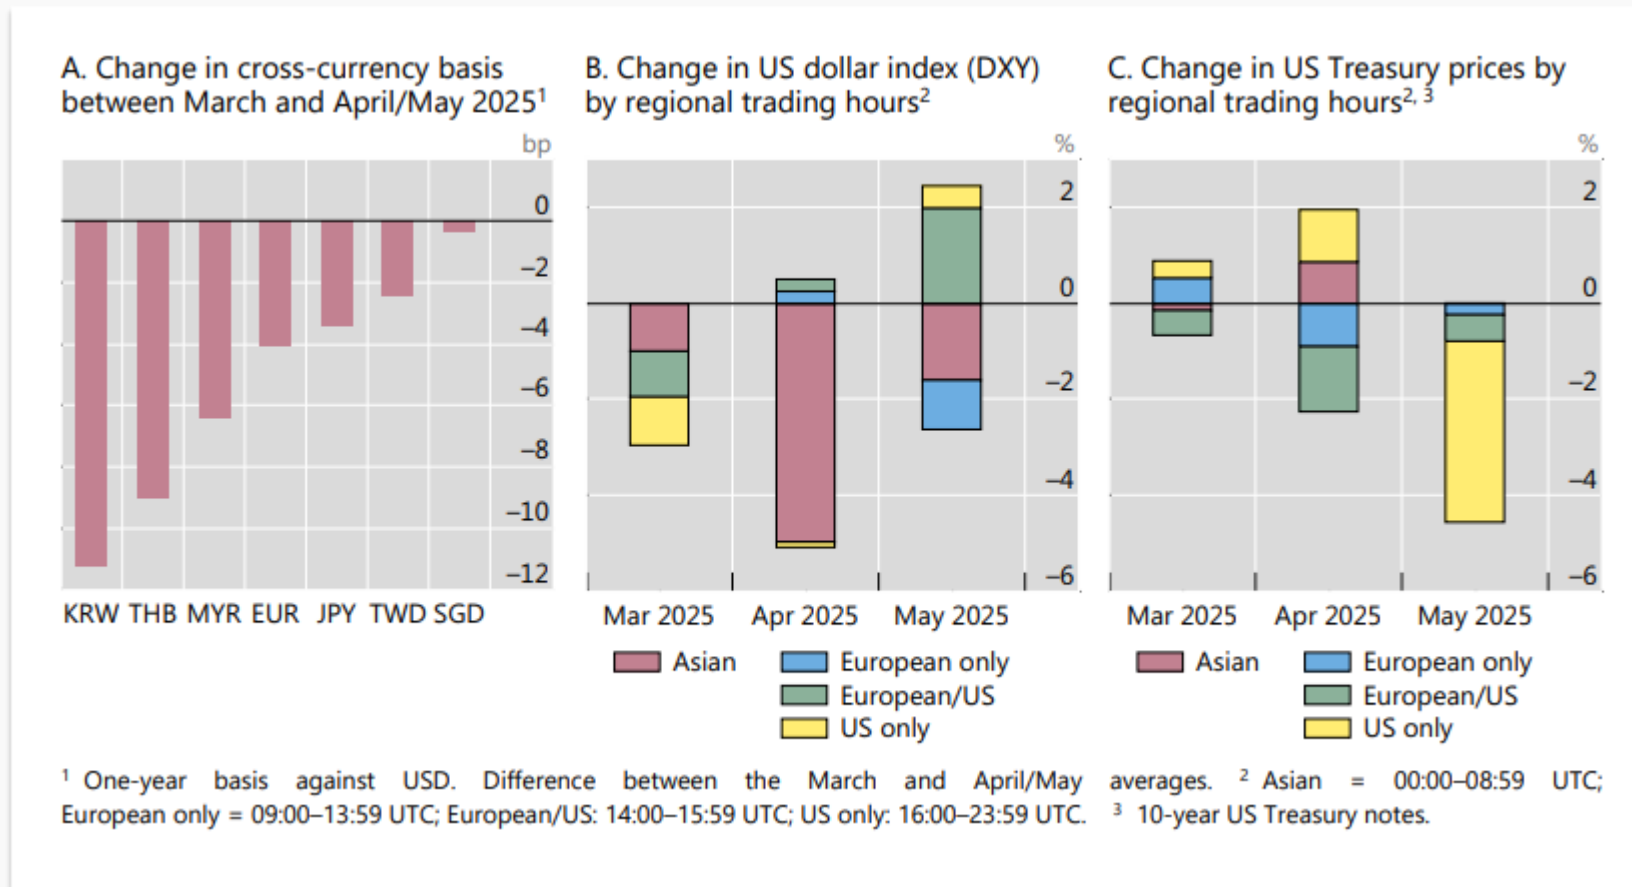 A. Change in cross-currency basis
between March and April/May 2025¹
bp
0
–2
–4
–6
–8
–10
–12
KRW THB MYR EUR JPY TWD SGD
B. Change in US dollar index (DXY)
by regional trading hours²
%
2
0
–2
–4
–6
Mar 2025 Apr 2025 May 2025
Asian
European only
European/US
US only
C. Change in US Treasury prices by
regional trading hours²˒ ³
%
2
0
–2
–4
–6
Mar 2025 Apr 2025 May 2025
Asian
European only
European/US
US only
¹ One-year basis against USD. Difference between the March and April/May averages. ² Asian = 00:00–08:59 UTC;
European only = 09:00–13:59 UTC; European/US: 14:00–15:59 UTC; US only: 16:00–23:59 UTC. ³ 10-year US Treasury notes.